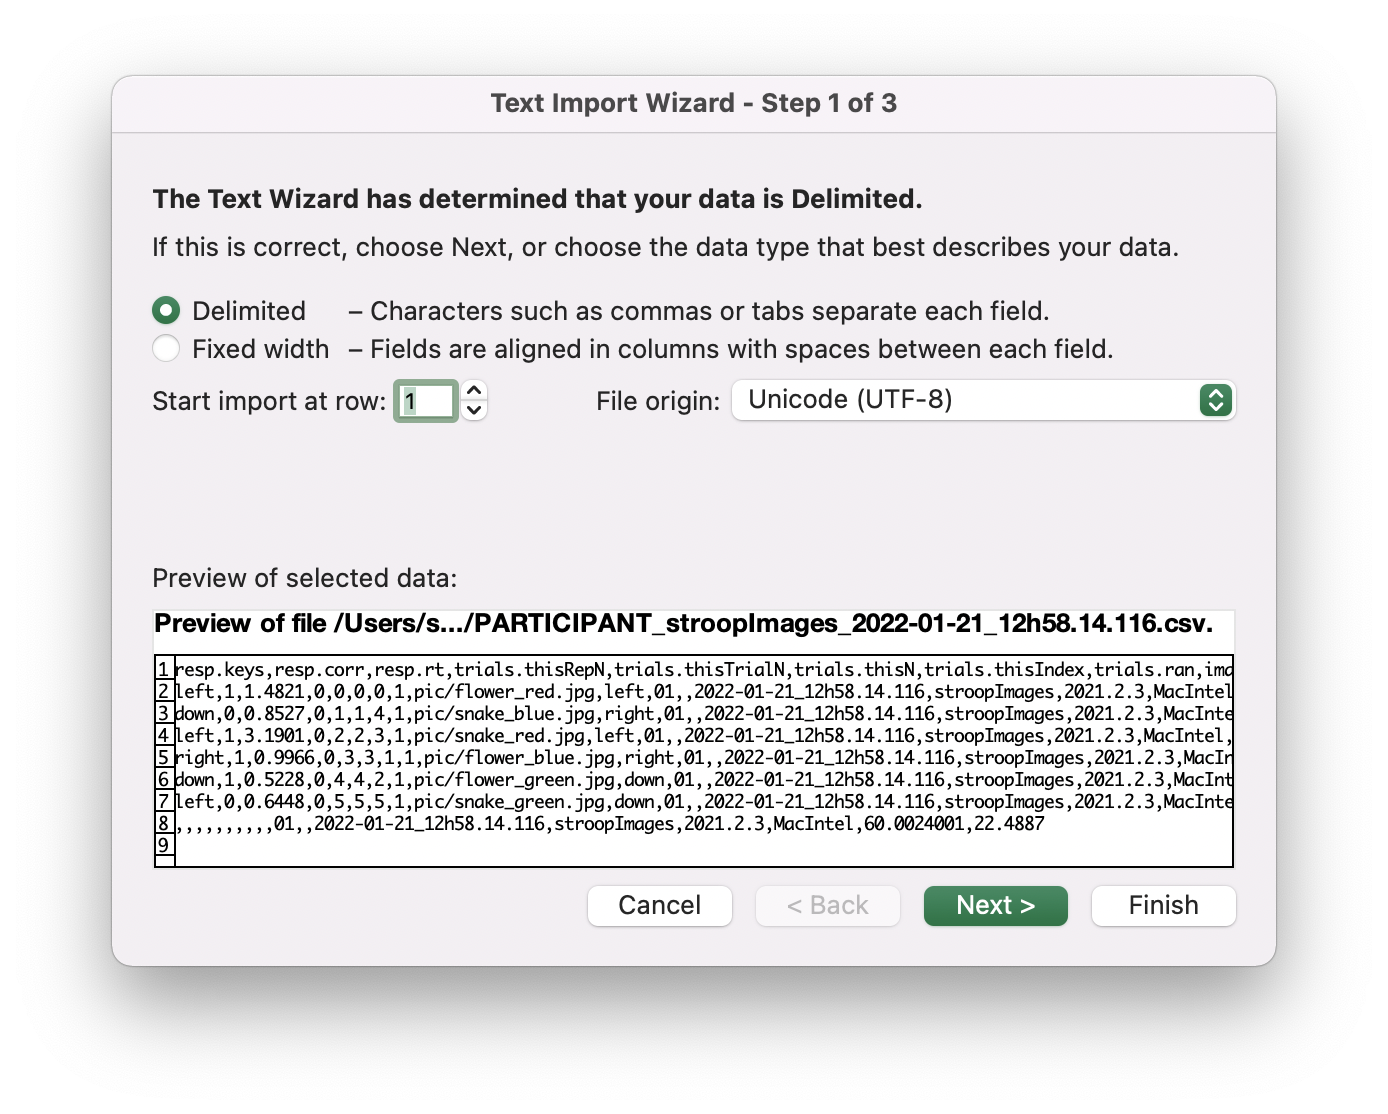 Text Import Wizard - Step 1 of 3
The Text Wizard has determined that your data is Delimited.
If this is correct, choose Next, or choose the data type that best describes your data.
Delimited – Characters such as commas or tabs separate each field.
Fixed width – Fields are aligned in columns with spaces between each field.
Start import at row: 1 File origin: Unicode (UTF-8)
Preview of selected data:
Preview of file /Users/s.../PARTICIPANT_stroopImages_2022-01-21_12h58.14.116.csv.
1 resp.keys,resp.corr,resp.rt,trials.thisRepN,trials.thisTrialN,trials.thisN,trials.thisIndex,trials.ran,ima
2 left,1,1.4821,0,0,0,0,1,pic/flower_red.jpg,left,01,,2022-01-21_12h58.14.116,stroopImages,2021.2.3,MacIntel
3 down,0,0.8527,0,1,1,4,1,pic/snake_blue.jpg,right,01,,2022-01-21_12h58.14.116,stroopImages,2021.2.3,MacInte
4 left,1,3.1901,0,2,2,3,1,pic/snake_red.jpg,left,01,,2022-01-21_12h58.14.116,stroopImages,2021.2.3,MacIntel,
5 right,1,0.9966,0,3,3,1,1,pic/flower_blue.jpg,right,01,,2022-01-21_12h58.14.116,stroopImages,2021.2.3,MacIn
6 down,1,0.5228,0,4,4,2,1,pic/flower_green.jpg,down,01,,2022-01-21_12h58.14.116,stroopImages,2021.2.3,MacInt
7 left,0,0.6448,0,5,5,5,1,pic/snake_green.jpg,down,01,,2022-01-21_12h58.14.116,stroopImages,2021.2.3,MacInte
8 ,,,,,,,,,,01,,2022-01-21_12h58.14.116,stroopImages,2021.2.3,MacIntel,60.0024001,22.4887
9
Cancel < Back Next > Finish